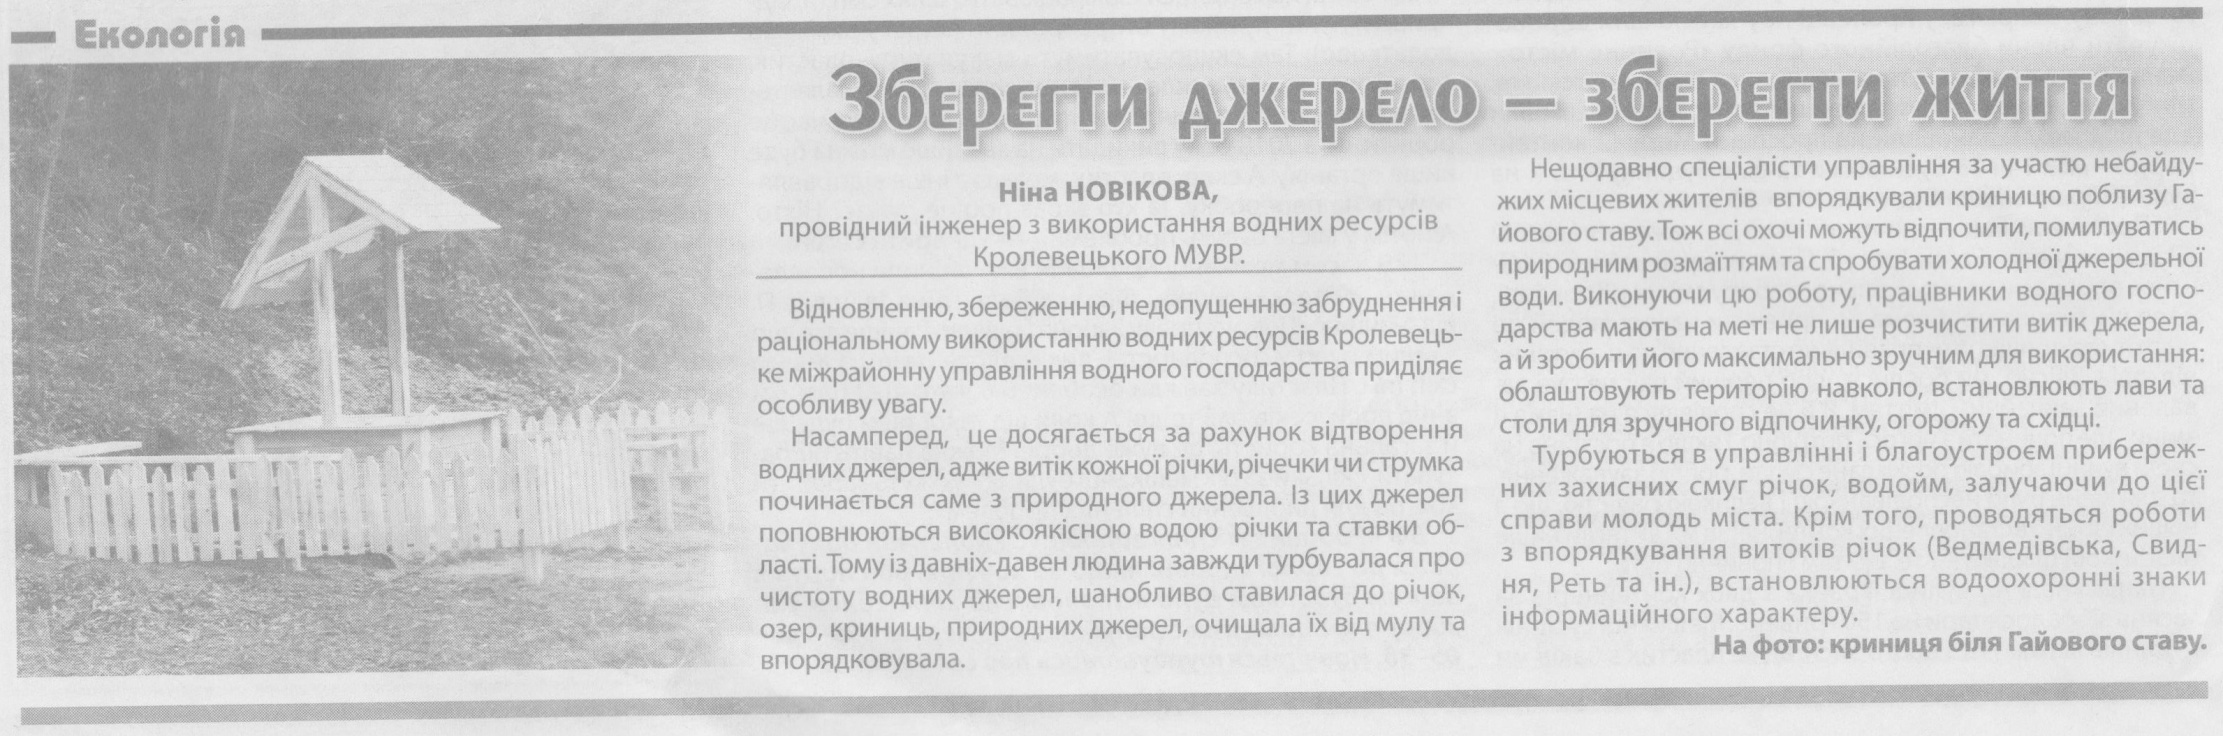 Екологія
Зберегти джерело – зберегти життя
Ніна НОВІКОВА,
провідний інженер з використання водних ресурсів
Кролевецького МУВР.
Відновленню, збереженню, недопущенню забруднення і
раціональному використанню водних ресурсів Кролевець-
ке міжрайонну управління водного господарства приділяє
особливу увагу.
Насамперед, це досягається за рахунок відтворення
водних джерел, адже витік кожної річки, річечки чи струмка
починається саме з природного джерела. Із цих джерел
поповнюються високоякісною водою річки та ставки об-
ласті. Тому із давніх-давен людина завжди турбувалася про
чистоту водних джерел, шанобливо ставилася до річок,
озер, криниць, природних джерел, очищала їх від мулу та
впорядковувала.
Нещодавно спеціалісти управління за участю небайду-
жих місцевих жителів впорядкували криницю поблизу Га-
йового ставу. Тож всі охочі можуть відпочити, помилуватись
природним розмаїттям та спробувати холодної джерельної
води. Виконуючи цю роботу, працівники водного госпо-
дарства мають на меті не лише розчистити витік джерела,
а й зробити його максимально зручним для використання:
облаштовують територію навколо, встановлюють лави та
столи для зручного відпочинку, огорожу та східці.
Турбуються в управлінні і благоустроєм прибереж-
них захисних смуг річок, водойм, залучаючи до цієї
справи молодь міста. Крім того, проводяться роботи
з впорядкування витоків річок (Ведмедівська, Свид-
ня, Реть та ін.), встановлюються водоохоронні знаки
інформаційного характеру.
На фото: криниця біля Гайового ставу.